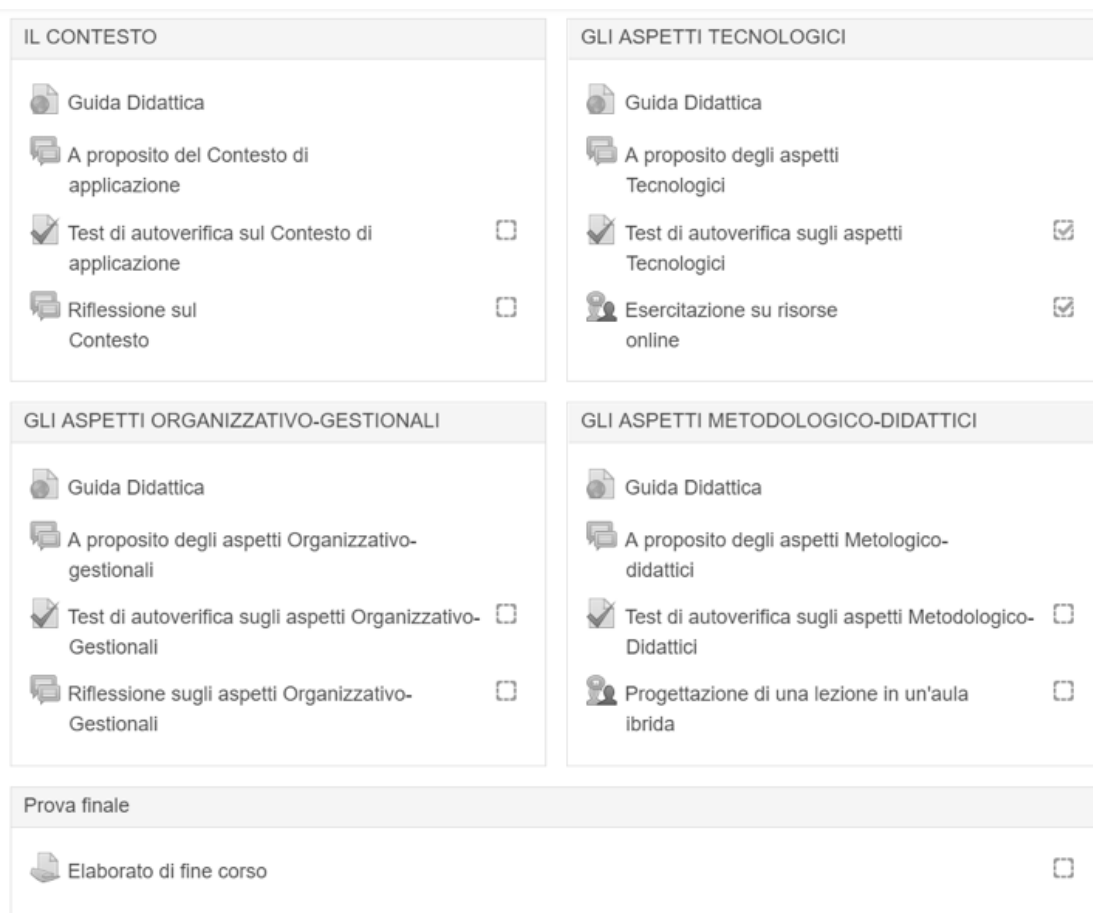 IL CONTESTO
Guida Didattica
A proposito del Contesto di
applicazione
Test di autoverifica sul Contesto di
applicazione
Riflessione sul
Contesto
GLI ASPETTI TECNOLOGICI
Guida Didattica
A proposito degli aspetti
Tecnologici
Test di autoverifica sugli aspetti
Tecnologici
Esercitazione su risorse
online
GLI ASPETTI ORGANIZZATIVO-GESTIONALI
Guida Didattica
A proposito degli aspetti Organizzativo-
gestionali
Test di autoverifica sugli aspetti Organizzativo-
Gestionali
Riflessione sugli aspetti Organizzativo-
Gestionali
GLI ASPETTI METODOLOGICO-DIDATTICI
Guida Didattica
A proposito degli aspetti Metologico-
didattici
Test di autoverifica sugli aspetti Metodologico-
Didattici
Progettazione di una lezione in un'aula
ibrida
Prova finale
Elaborato di fine corso